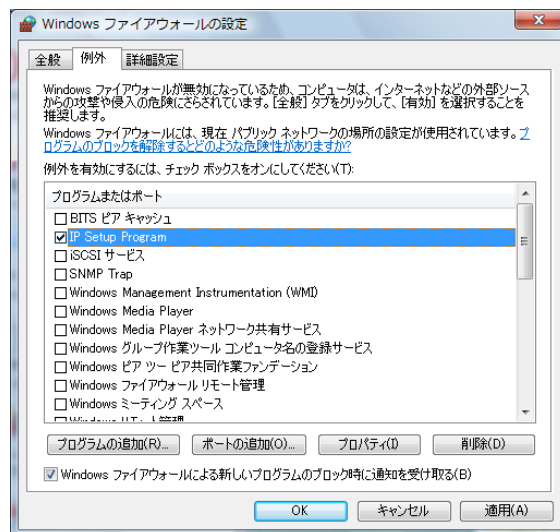 Windows ファイアウォールの設定
全般
例外
詳細設定
Windows ファイアウォールが無効になっているため、コンピュータは、インターネットなどの外部ソース
からの攻撃や侵入の危険にさらされています。[全般] タブをクリックして、[有効] を選択することを
推奨します。
Windows ファイアウォールには、現在 パブリック ネットワークの場所の設定が使用されています。プ
ログラムのブロックを解除するとどのような危険性がありますか?
例外を有効にするには、チェック ボックスをオンにしてください(T):
プログラムまたはポート
BITS ピア キャッシュ
IP Setup Program
iSCSI サービス
SNMP Trap
Windows Management Instrumentation (WMI)
Windows Media Player
Windows Media Player ネットワーク共有サービス
Windows グループ作業ツール コンピュータ名の登録サービス
Windows ピア ツー ピア共同作業ファンデーション
Windows ファイアウォール リモート管理
Windows ミーティング スペース
Windows リモート管理
プログラムの追加(R)...
ポートの追加(O)...
プロパティ(I)
削除(D)
Windows ファイアウォールによる新しいプログラムのブロック時に通知を受け取る(B)
OK
キャンセル
適用(A)